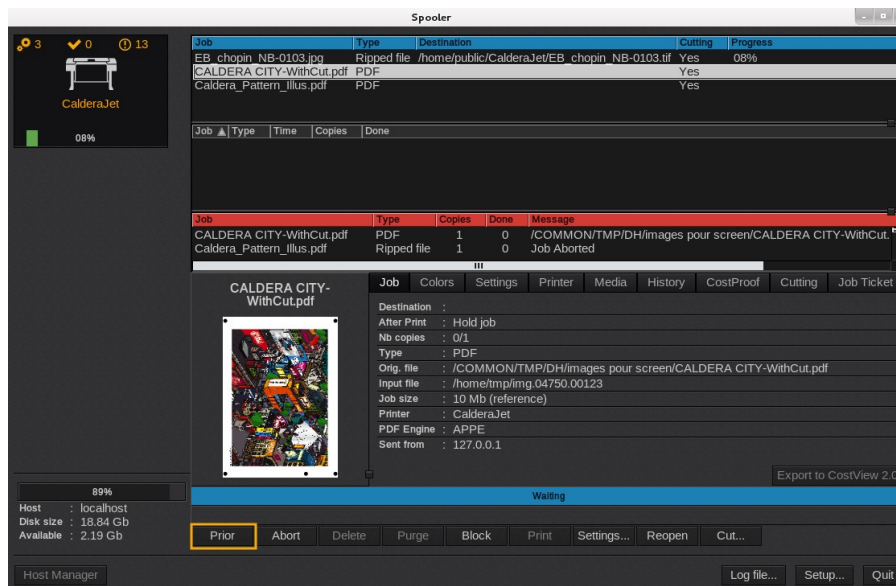 Spooler
3 0 13
CalderaJet
08%
Job Type Destination Cutting Progress
EB_chopin_NB-0103.jpg Ripped file /home/public/CalderaJet/EB_chopin_NB-0103.tif Yes 08%
CALDERA CITY-WithCut.pdf PDF Yes
Caldera_Pattern_Illus.pdf PDF Yes
Job Type Time Copies Done
Job Type Copies Done Message
CALDERA CITY-WithCut.pdf PDF 1 0 /COMMON/TMP/DH/images pour screen/CALDERA CITY-WithCut.
Caldera_Pattern_Illus.pdf Ripped file 1 0 Job Aborted
CALDERA CITY-
WithCut.pdf
Job Colors Settings Printer Media History CostProof Cutting Job Ticket
Destination :
After Print : Hold job
Nb copies : 0/1
Type : PDF
Orig. file : /COMMON/TMP/DH/images pour screen/CALDERA CITY-WithCut.pdf
Input file : /home/tmp/img.04750.00123
Job size : 10 Mb (reference)
Printer : CalderaJet
PDF Engine : APPE
Sent from : 127.0.0.1
Export to CostView 2.0
89%
Waiting
Host : localhost
Disk size : 18.84 Gb
Available : 2.19 Gb
Prior Abort Delete Purge Block Print Settings... Reopen Cut...
Host Manager Log file... Setup... Quit